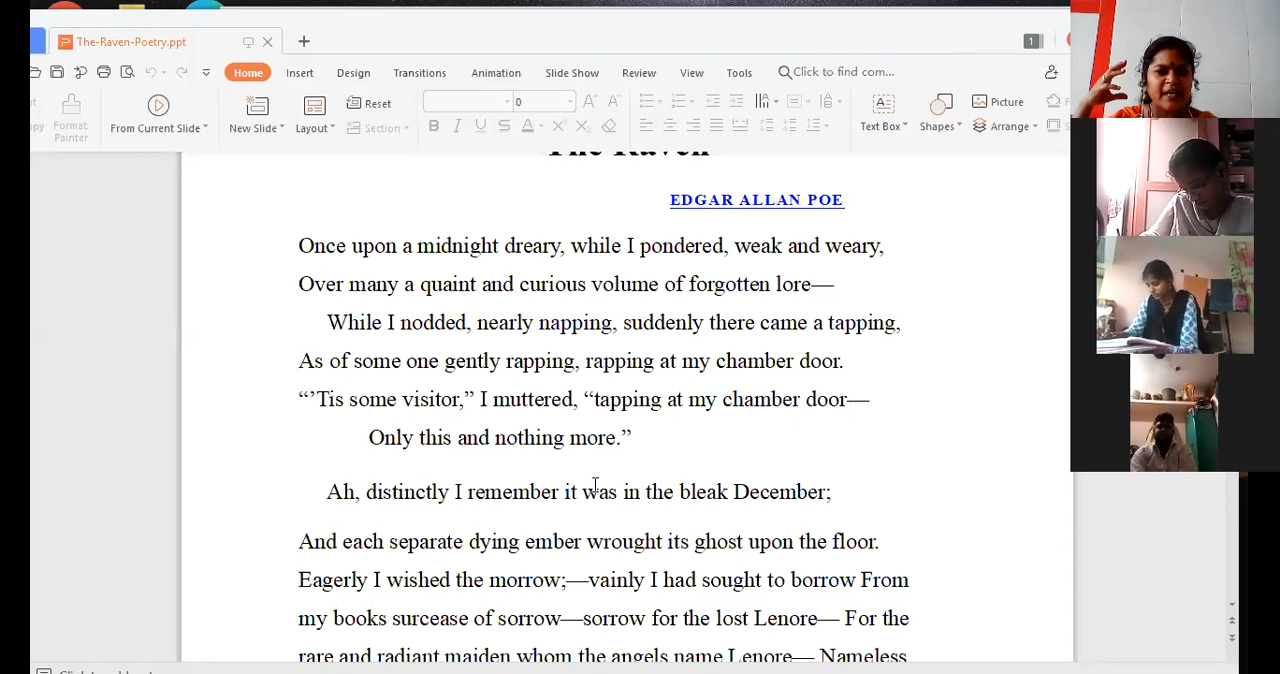 The-Raven-Poetry.ppt
1
Home Insert Design Transitions Animation Slide Show Review View Tools Click to find com...
Format Painter
From Current Slide
New Slide
Layout
Reset
Section
0
B I U S A X² X₂
Text Box
Shapes
Picture
Arrange
The Raven
EDGAR ALLAN POE
Once upon a midnight dreary, while I pondered, weak and weary,
Over many a quaint and curious volume of forgotten lore—
While I nodded, nearly napping, suddenly there came a tapping,
As of some one gently rapping, rapping at my chamber door.
“’Tis some visitor,” I muttered, “tapping at my chamber door—
Only this and nothing more.”
Ah, distinctly I remember it was in the bleak December;
And each separate dying ember wrought its ghost upon the floor.
Eagerly I wished the morrow;—vainly I had sought to borrow From
my books surcease of sorrow—sorrow for the lost Lenore— For the
rare and radiant maiden whom the angels name Lenore— Nameless